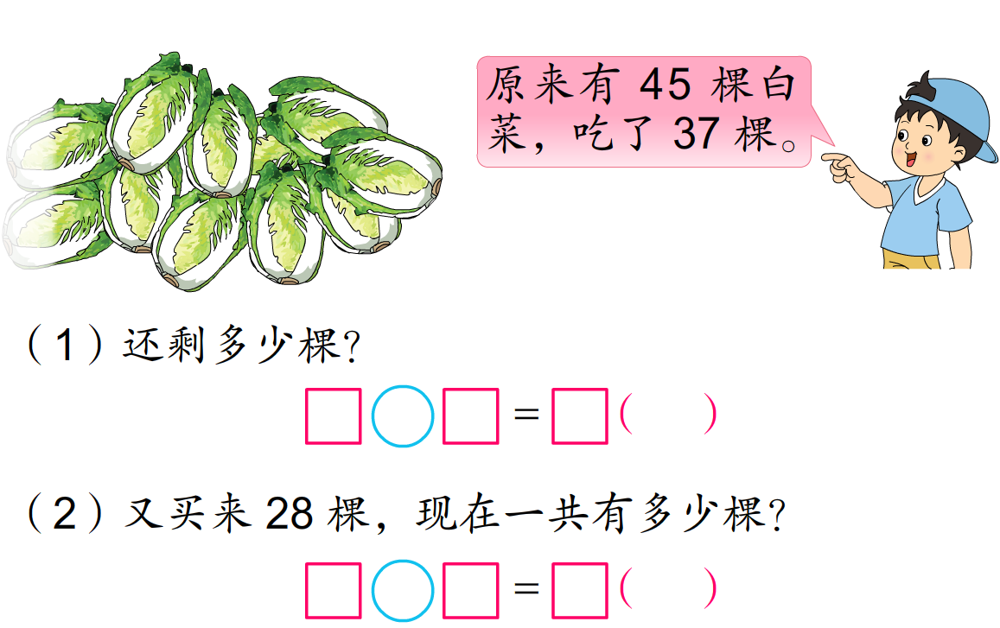 原来有 45 棵白
菜，吃了 37 棵。
（1）还剩多少棵？
□○□=□（ ）
（2）又买来 28 棵，现在一共有多少棵？
□○□=□（ ）